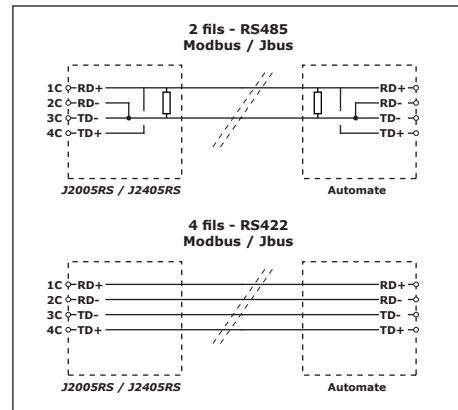 2 fils - RS485
Modbus / Jbus
1C RD+ RD+
2C RD- RD-
3C TD- TD-
4C TD+ TD+
J2005RS / J2405RS Automate
4 fils - RS422
Modbus / Jbus
1C RD+ RD+
2C RD- RD-
3C TD- TD-
4C TD+ TD+
J2005RS / J2405RS Automate